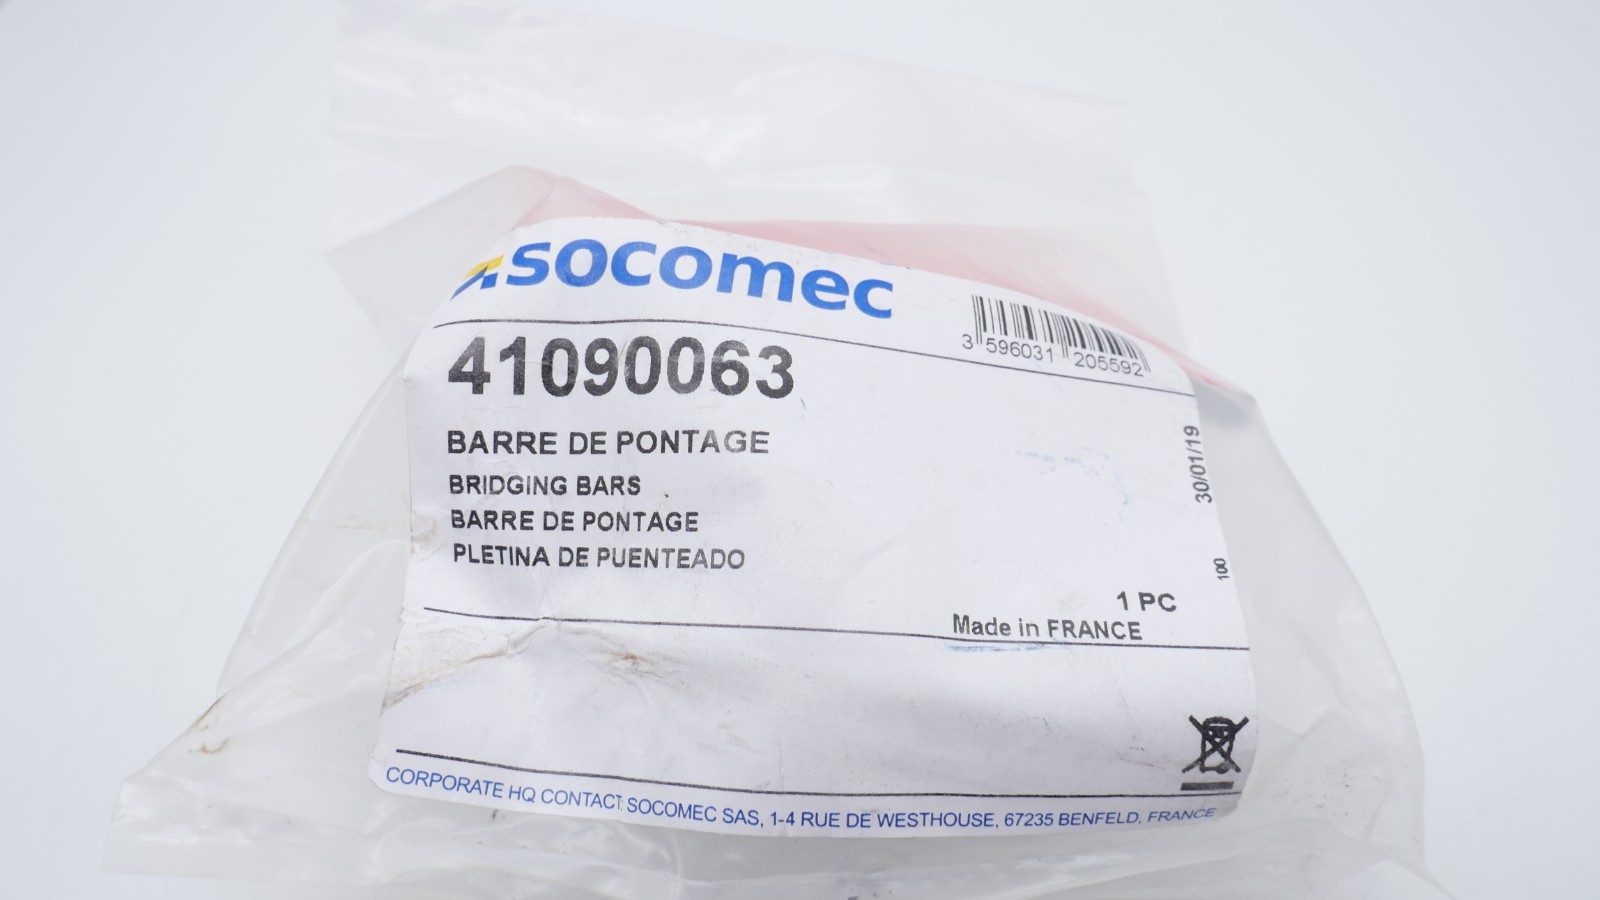 socomec
3 596031 205592
41090063
BARRE DE PONTAGE
BRIDGING BARS
BARRE DE PONTAGE
PLETINA DE PUENTEADO
30/01/19
100
1 PC
Made in FRANCE
CORPORATE HQ CONTACT: SOCOMEC SAS, 1-4 RUE DE WESTHOUSE, 67235 BENFELD, FRANCE